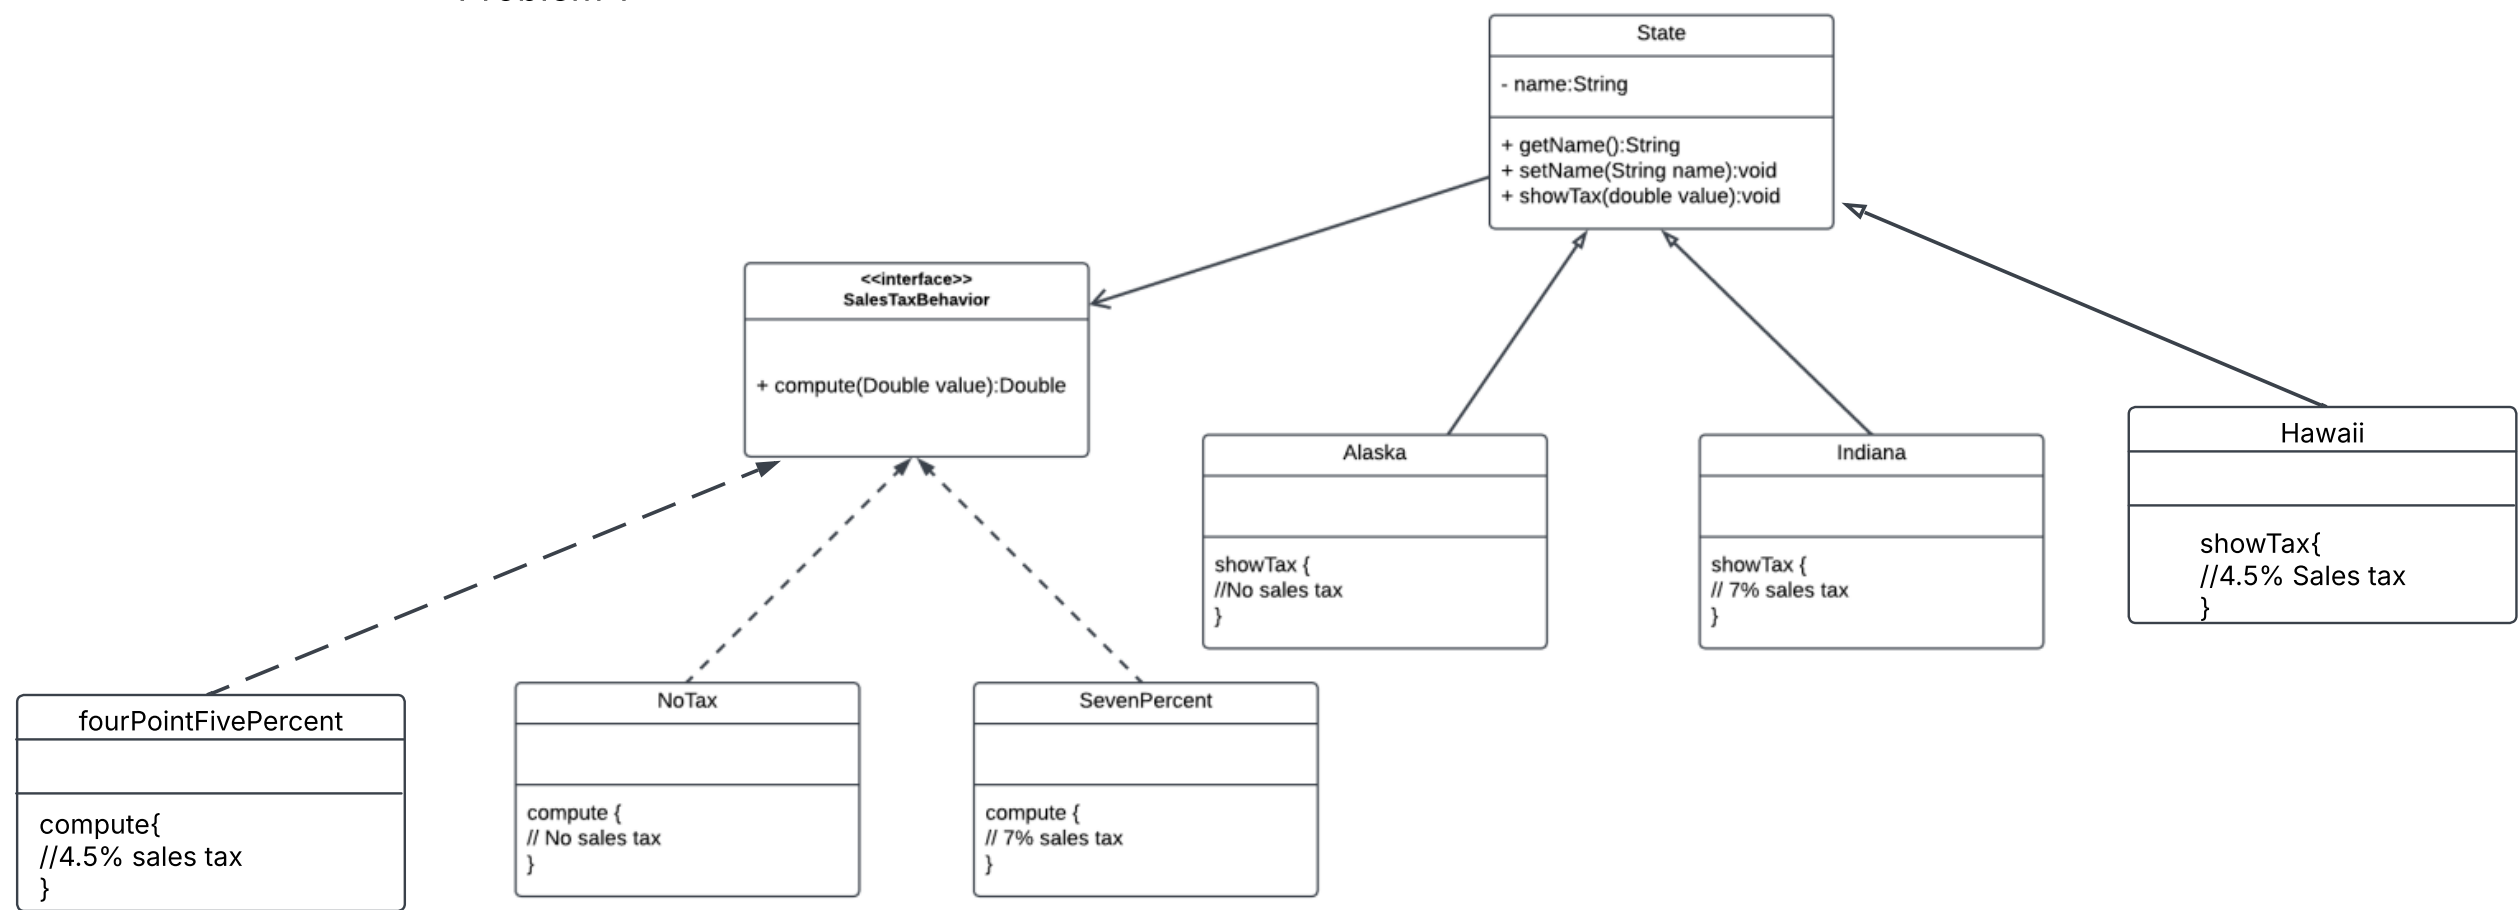 State
- name:String
+ getName():String
+ setName(String name):void
+ showTax(double value):void
<<interface>>
SalesTaxBehavior
+ compute(Double value):Double
Alaska
showTax {
//No sales tax
}
Indiana
showTax {
// 7% sales tax
}
Hawaii
showTax{
//4.5% Sales tax
}
fourPointFivePercent
compute{
//4.5% sales tax
}
NoTax
compute {
// No sales tax
}
SevenPercent
compute {
// 7% sales tax
}